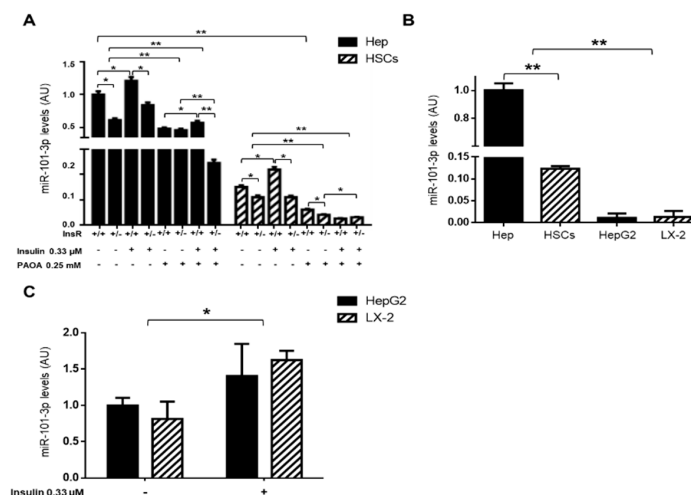 A
**
**
**
**
* * * *
* **
**
**
**
* * * *
* *
Hep
HSCs
miR-101-3p levels (AU)
1.5
1.0
0.5
0.2
0.1
0.0
InsR +/+ +/- +/+ +/- +/+ +/- +/+ +/- +/+ +/- +/+ +/- +/+ +/- +/+ +/-
Insulin 0.33 µM - - + + - - + + - - + + - - + +
PAOA 0.25 mM - - - - + + + + - - - - + + + +
B
**
**
miR-101-3p levels (AU)
1.0
0.8
0.15
0.10
0.05
0.00
Hep HSCs HepG2 LX-2
C
*
HepG2
LX-2
miR-101-3p levels (AU)
2.0
1.5
1.0
0.5
0.0
Insulin 0.33 µM - +